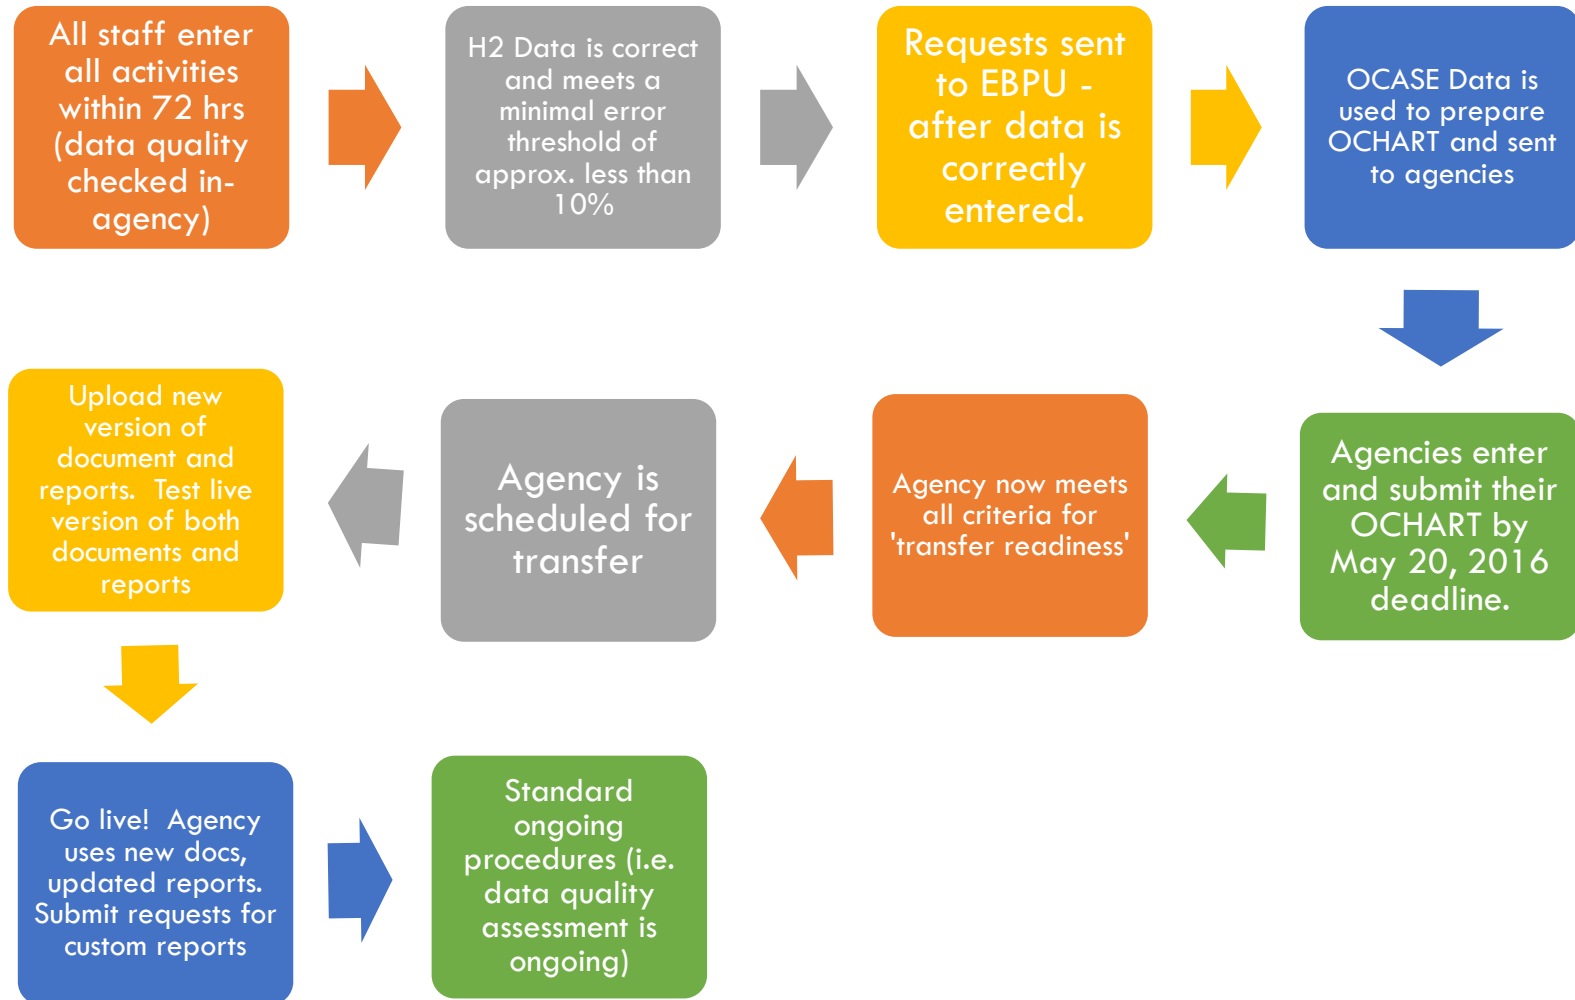 All staff enter
all activities
within 72 hrs
(data quality
checked in-
agency)
H2 Data is correct
and meets a
minimal error
threshold of
approx. less than
10%
Requests sent
to EBPU -
after data is
correctly
entered.
OCASE Data is
used to prepare
OCHART and sent
to agencies
Agencies enter
and submit their
OCHART by
May 20, 2016
deadline.
Agency now meets
all criteria for
'transfer readiness'
Agency is
scheduled for
transfer
Upload new
version of
document and
reports.  Test live
version of both
documents and
reports
Go live!  Agency
uses new docs,
updated reports.
Submit requests for
custom reports
Standard
ongoing
procedures (i.e.
data quality
assessment is
ongoing)